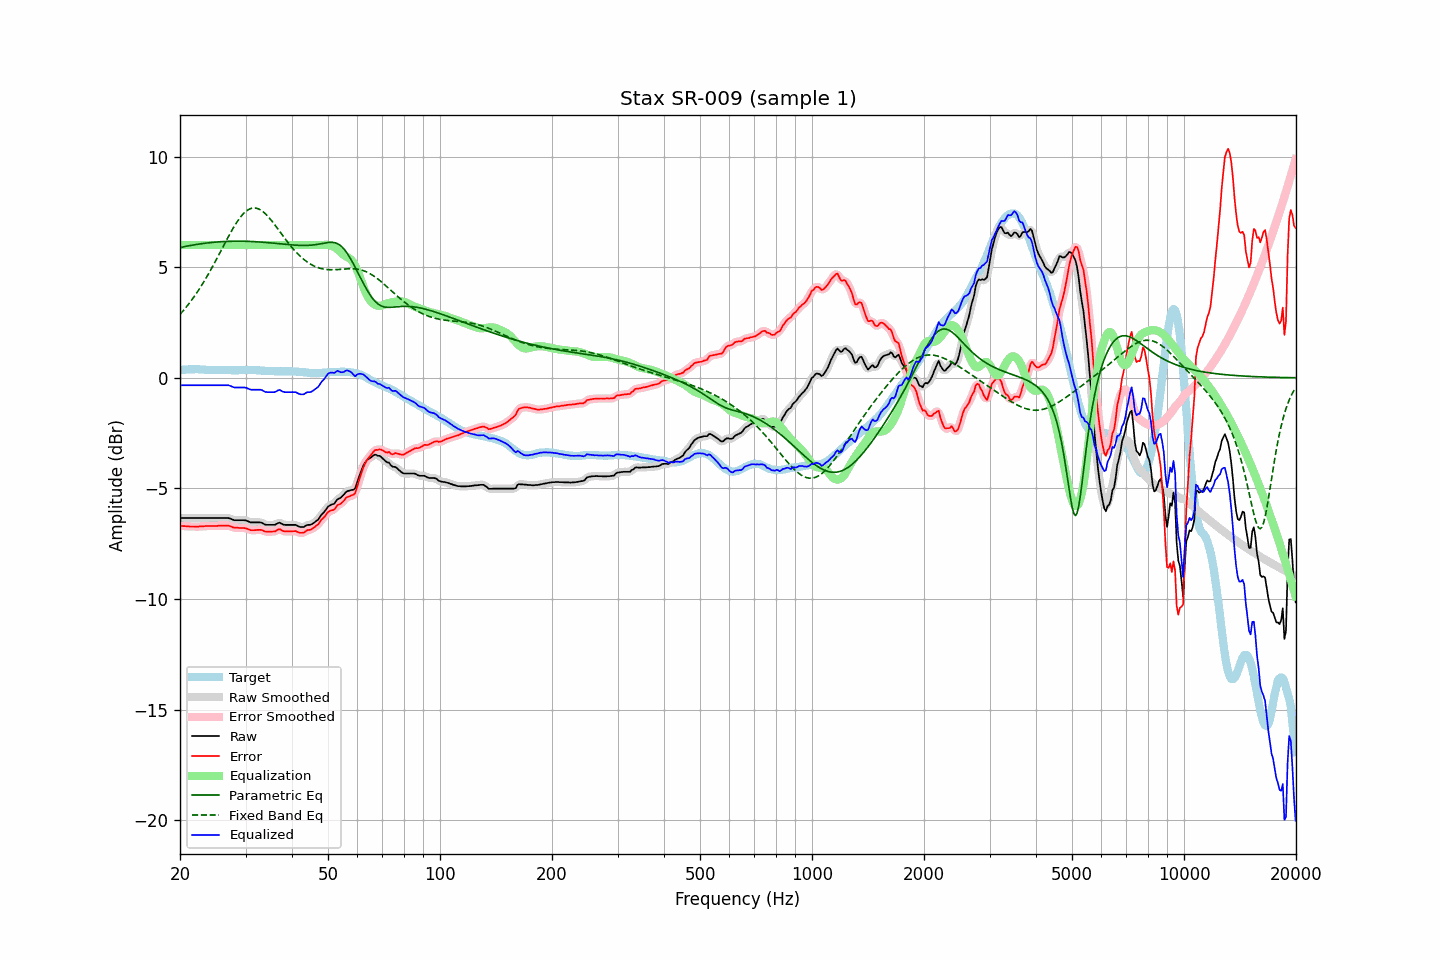 Stax SR-009 (sample 1)
Amplitude (dBr)
10
5
0
−5
−10
−15
−20
Target
Raw Smoothed
Error Smoothed
Raw
Error
Equalization
Parametric Eq
Fixed Band Eq
Equalized
20
50
100
200
500
1000
2000
5000
10000
20000
Frequency (Hz)